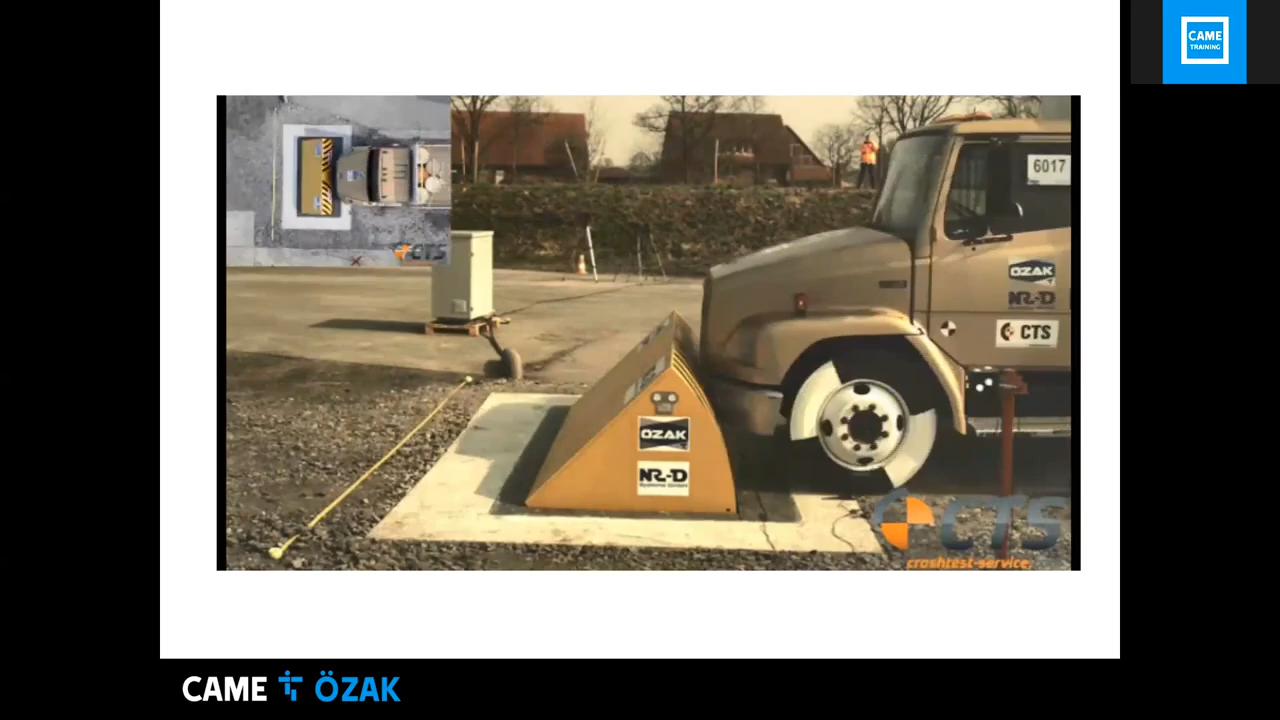 CAME
TRAINING
6017
ÖZAK
NR-D
CTS
ÖZAK
NR-D
CTS
CTS
crashtest-service.
CAME ÖZAK